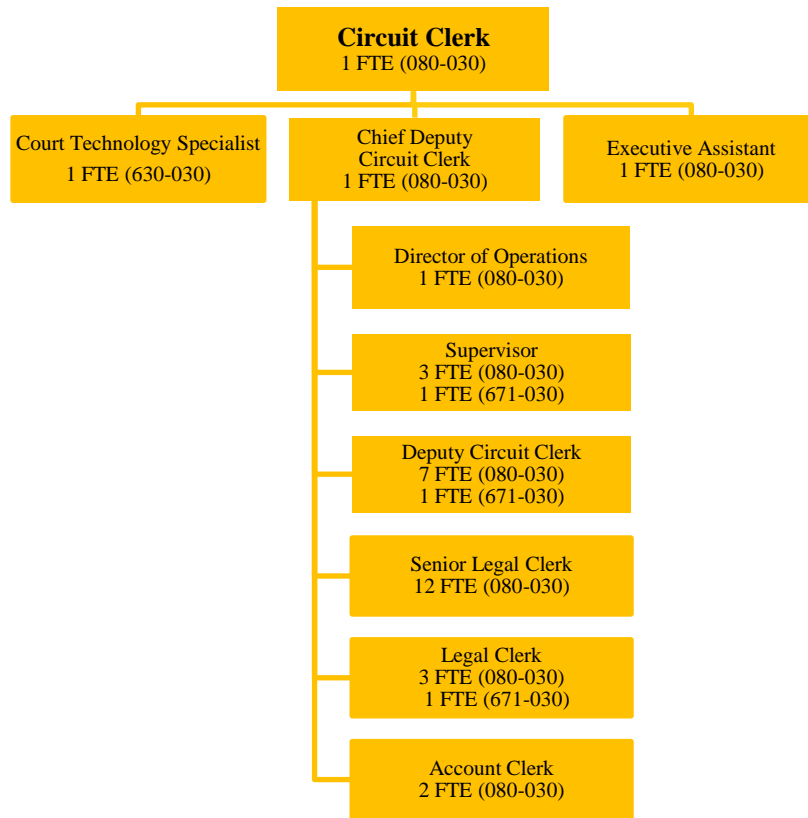 Circuit Clerk
1 FTE (080-030)
Court Technology Specialist
1 FTE (630-030)
Chief Deputy
Circuit Clerk
1 FTE (080-030)
Executive Assistant
1 FTE (080-030)
Director of Operations
1 FTE (080-030)
Supervisor
3 FTE (080-030)
1 FTE (671-030)
Deputy Circuit Clerk
7 FTE (080-030)
1 FTE (671-030)
Senior Legal Clerk
12 FTE (080-030)
Legal Clerk
3 FTE (080-030)
1 FTE (671-030)
Account Clerk
2 FTE (080-030)